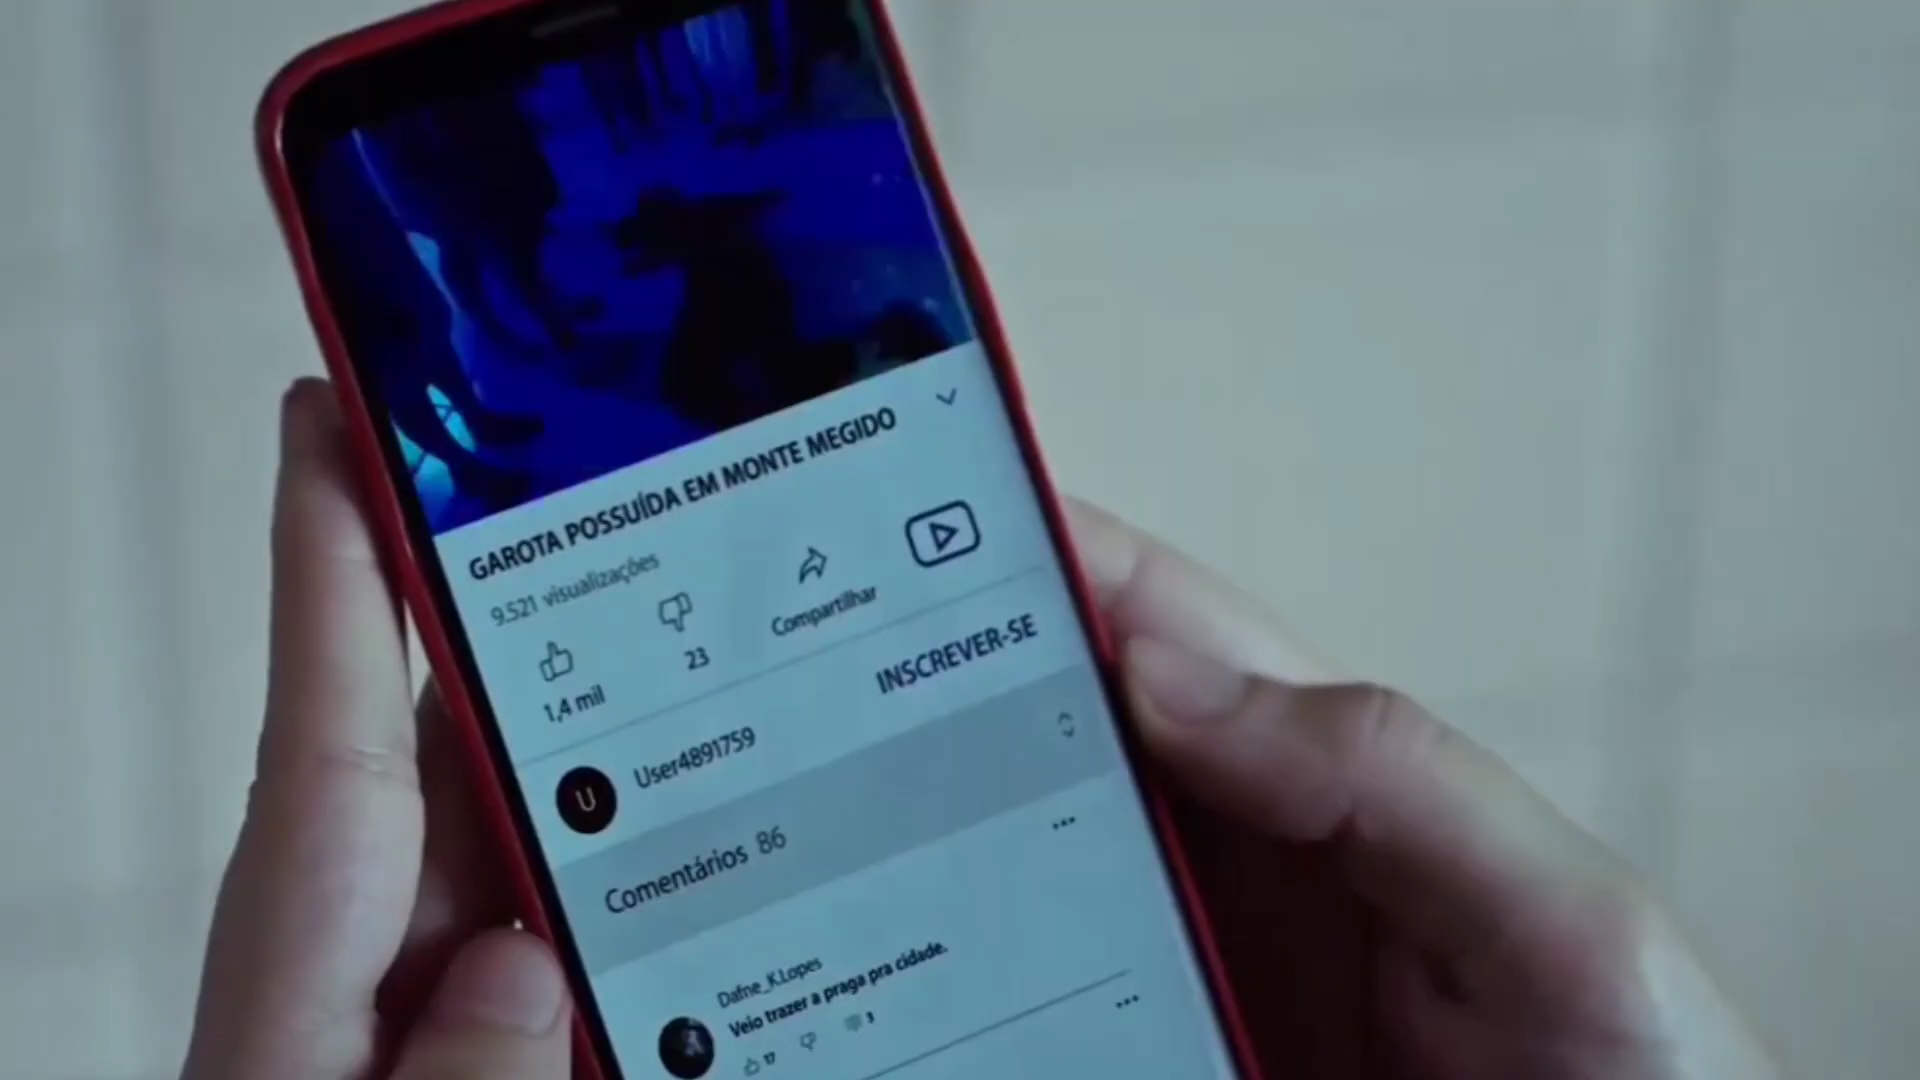 GAROTA POSSUÍDA EM MONTE MEGIDO
9.521 visualizações
1,4 mil
23
Compartilhar
U
User4891759
INSCREVER-SE
Comentários 86
Dafne_K.Lopes
Veio trazer a praga pra cidade.
17
3